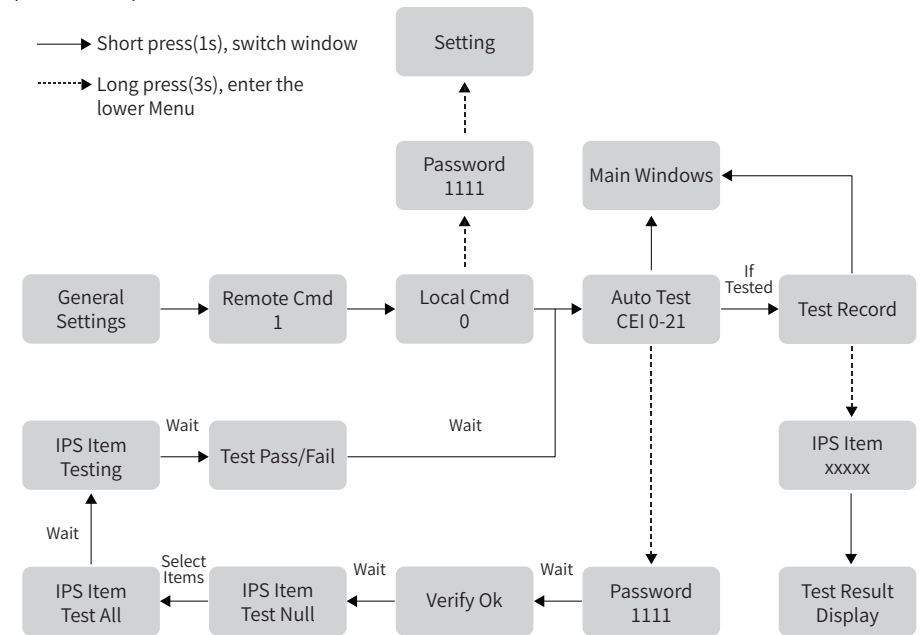 Short press(1s), switch window
Long press(3s), enter the
lower Menu
Setting
Password
1111
Main Windows
General
Settings
Remote Cmd
1
Local Cmd
0
Auto Test
CEI 0-21
If
Tested
Test Record
IPS Item
Testing
Wait
Test Pass/Fail
Wait
IPS Item
xxxxx
Wait
IPS Item
Test All
Select
Items
IPS Item
Test Null
Wait
Verify Ok
Wait
Password
1111
Test Result
Display